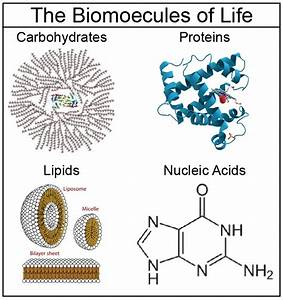 The Biomoecules of Life
Carbohydrates
Proteins
Lipids
Nucleic Acids
Liposome
Micelle
Bilayer sheet
O
N
NH
N
H
N
NH₂